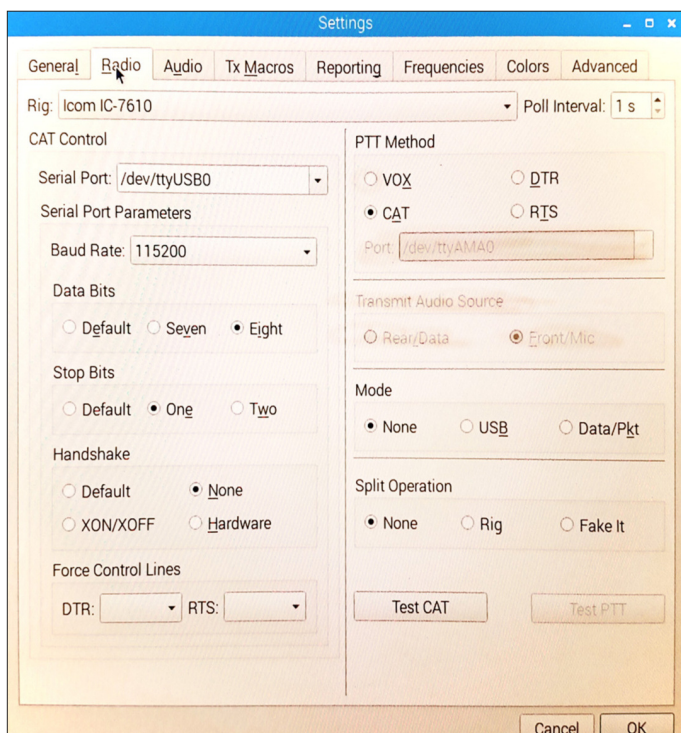 Settings
General Radio Audio Tx Macros Reporting Frequencies Colors Advanced
Rig: Icom IC-7610 Poll Interval: 1 s
CAT Control
Serial Port: /dev/ttyUSB0
Serial Port Parameters
Baud Rate: 115200
Data Bits
Default Seven Eight
Stop Bits
Default One Two
Handshake
Default None
XON/XOFF Hardware
Force Control Lines
DTR: RTS:
PTT Method
VOX DTR
CAT RTS
Port: /dev/ttyAMA0
Transmit Audio Source
Rear/Data Front/Mic
Mode
None USB Data/Pkt
Split Operation
None Rig Fake It
Test CAT Test PTT
Cancel OK